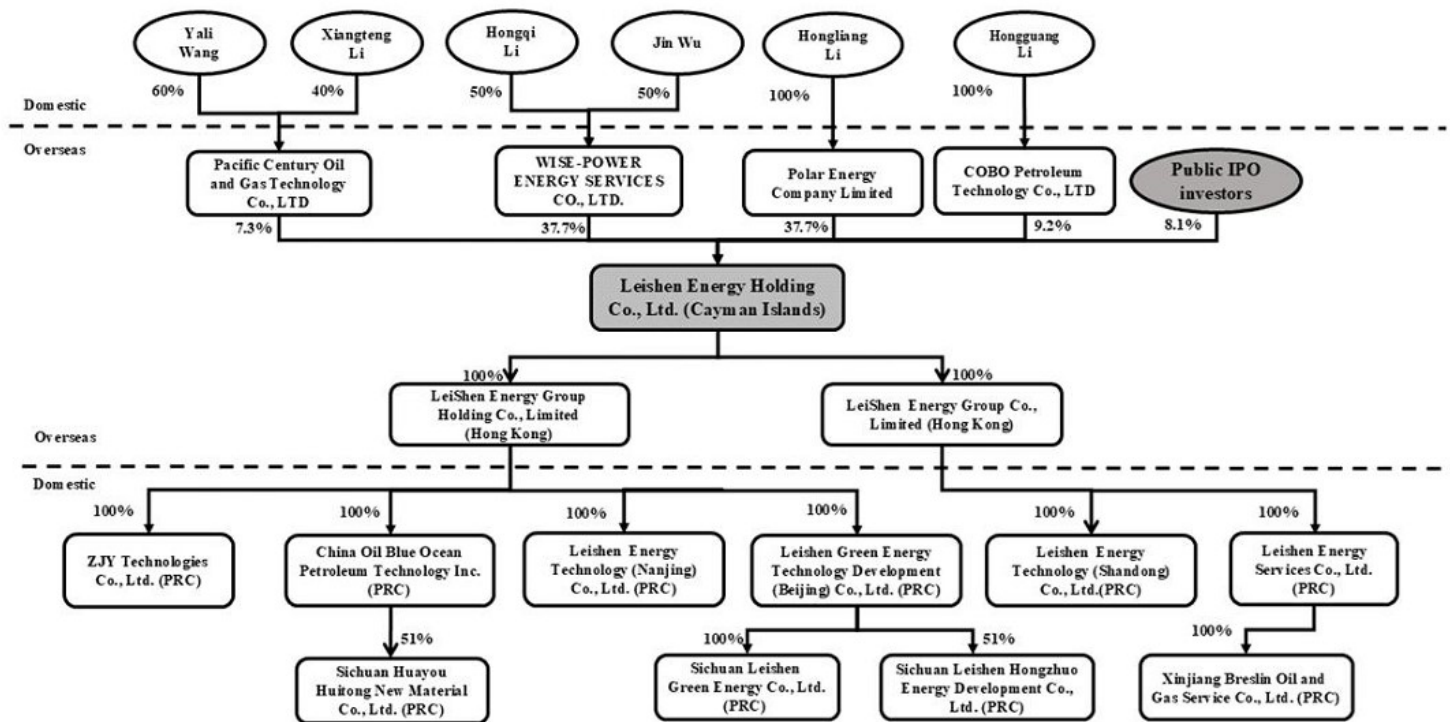 Yali
Wang
Xiangteng
Li
Hongqi
Li
Jin Wu
Hongliang
Li
Hongguang
Li
60%
40%
50%
50%
100%
100%
Domestic
Overseas
Pacific Century Oil
and Gas Technology
Co., LTD
WISE-POWER
ENERGY SERVICES
CO., LTD.
Polar Energy
Company Limited
COBO Petroleum
Technology Co., LTD
Public IPO
investors
7.3%
37.7%
37.7%
9.2%
8.1%
Leishen Energy Holding
Co., Ltd. (Cayman Islands)
100%
100%
LeiShen Energy Group
Holding Co., Limited
(Hong Kong)
LeiShen Energy Group Co.,
Limited (Hong Kong)
Overseas
Domestic
100%
100%
100%
100%
100%
100%
ZJY Technologies
Co., Ltd. (PRC)
China Oil Blue Ocean
Petroleum Technology Inc.
(PRC)
Leishen Energy
Technology (Nanjing)
Co., Ltd. (PRC)
Leishen Green Energy
Technology Development
(Beijing) Co., Ltd. (PRC)
Leishen Energy
Technology (Shandong)
Co., Ltd.(PRC)
Leishen Energy
Services Co., Ltd.
(PRC)
51%
100%
51%
100%
Sichuan Huayou
Huitong New Material
Co., Ltd. (PRC)
Sichuan Leishen
Green Energy Co., Ltd.
(PRC)
Sichuan Leishen Hongzhuo
Energy Development Co.,
Ltd. (PRC)
Xinjiang Breslin Oil and
Gas Service Co., Ltd. (PRC)